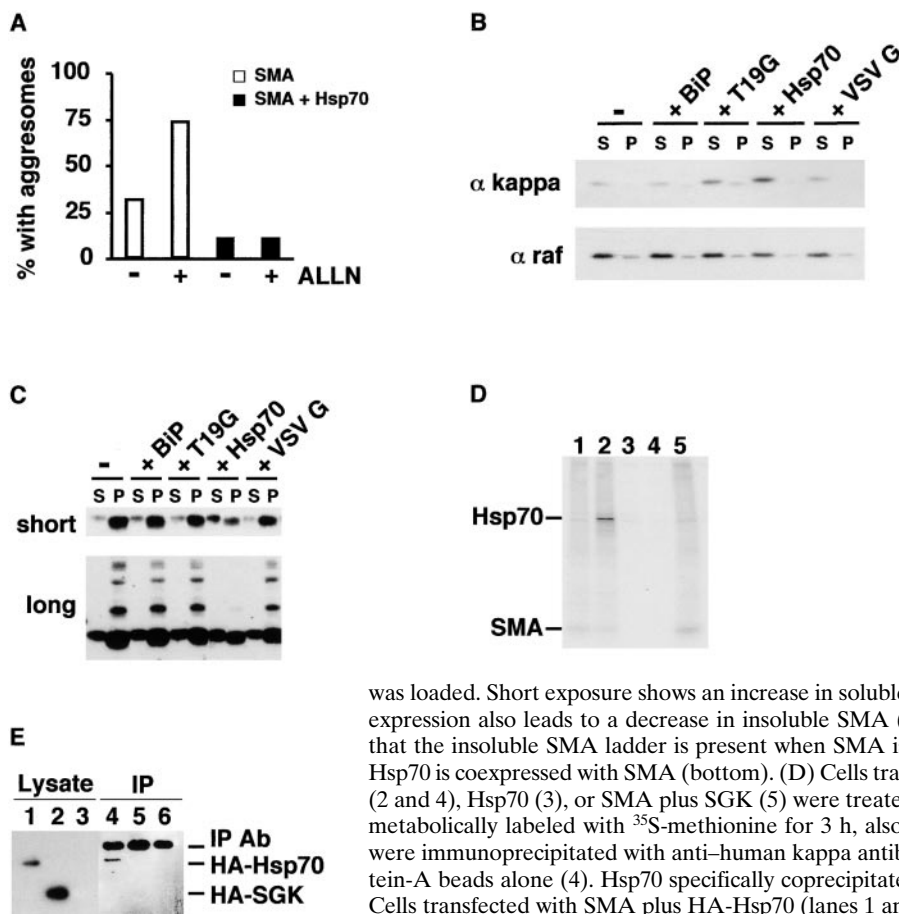 A
100
75
50
25
0
% with aggresomes
SMA
SMA + Hsp70
- + - + ALLN
B
- + BiP + T19G + Hsp70 + VSV G
S P S P S P S P S P
α kappa
α raf
C
- + BiP + T19G + Hsp70 + VSV G
S P S P S P S P S P
short
long
D
1 2 3 4 5
Hsp70
SMA
E
Lysate IP
1 2 3 4 5 6
IP Ab
HA-Hsp70
HA-SGK
was loaded. Short exposure shows an increase in soluble
expression also leads to a decrease in insoluble SMA (
that the insoluble SMA ladder is present when SMA i
Hsp70 is coexpressed with SMA (bottom). (D) Cells tra
(2 and 4), Hsp70 (3), or SMA plus SGK (5) were treate
metabolically labeled with ³⁵S-methionine for 3 h, also
were immunoprecipitated with anti–human kappa antib
tein-A beads alone (4). Hsp70 specifically coprecipitate
Cells transfected with SMA plus HA-Hsp70 (lanes 1 an